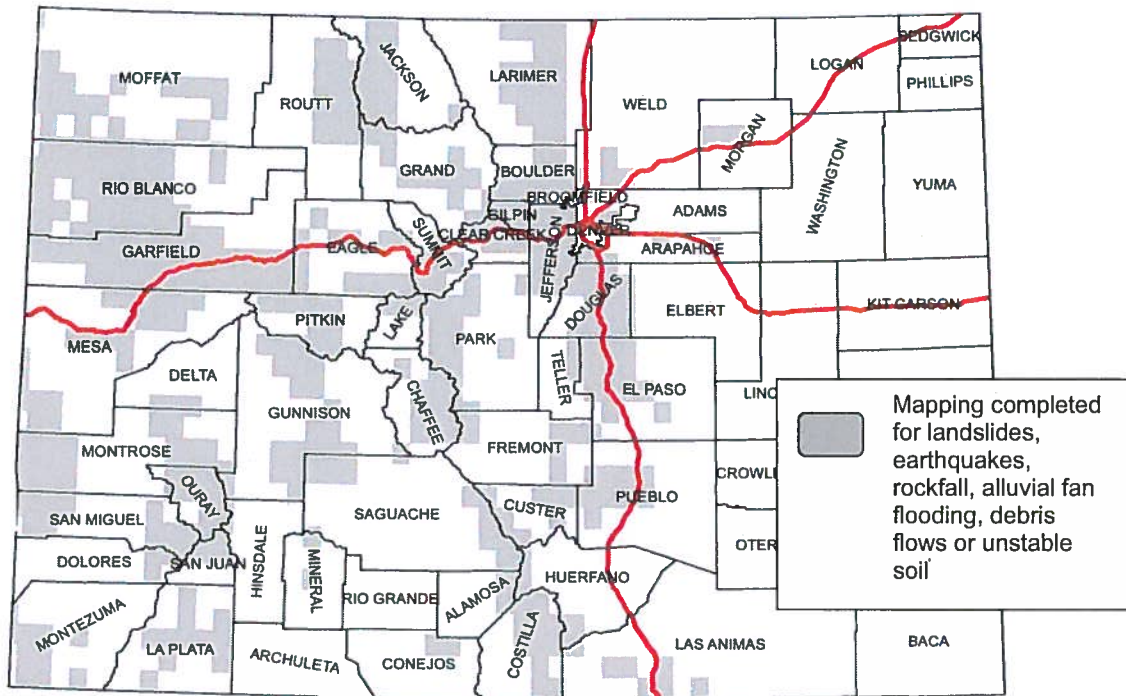 MOFFAT
ROUTT
JACKSON
LARIMER
WELD
LOGAN
SEDGWICK
PHILLIPS
MORGAN
WASHINGTON
YUMA
RIO BLANCO
GRAND
BOULDER
BROOMFIELD
GILPIN
CLEAR CREEK
ADAMS
DENVER
ARAPAHOE
GARFIELD
EAGLE
SUMMIT
JEFFERSON
DOUGLAS
ELBERT
KIT CARSON
MESA
PITKIN
LAKE
PARK
TELLER
EL PASO
DELTA
GUNNISON
CHAFFEE
FREMONT
LINC
MONTROSE
OURAY
SAN MIGUEL
SAGUACHE
CUSTER
PUEBLO
CROWL
OTER
DOLORES
SAN JUAN
HINSDALE
MINERAL
RIO GRANDE
ALAMOSA
HUERFANO
MONTEZUMA
LA PLATA
ARCHULETA
CONEJOS
COSTILLA
LAS ANIMAS
BACA
Mapping completed
for landslides,
earthquakes,
rockfall, alluvial fan
flooding, debris
flows or unstable
soil